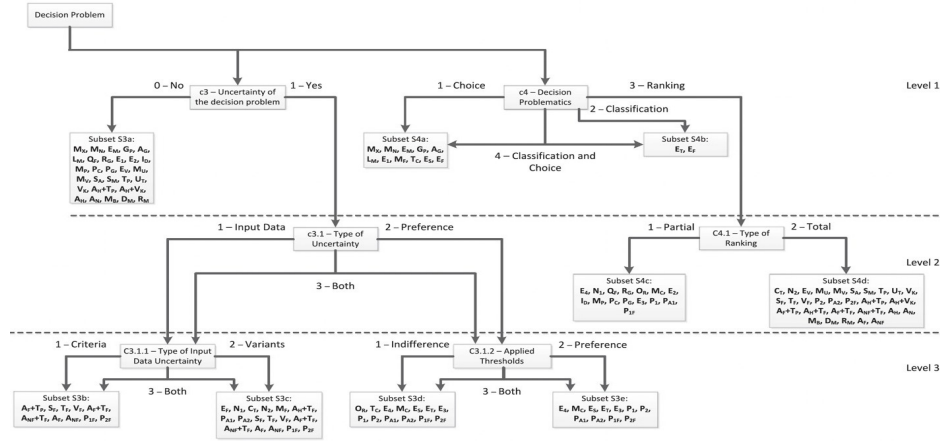 Decision Problem
0 – No
c3 – Uncertainty of
the decision problem
1 – Yes
1 – Choice
c4 – Decision
Problematics
3 – Ranking
2 – Classification
Level 1
Subset S3a:
Mx, MN, EM, GP, AG,
LM, QF, RG, E1, E2, ID,
MP, PC, PG, EV, MU,
MV, SA, SM, TP, UT,
VK, AH+TP, AH+VK,
AH, AN, MB, DM, RM
Subset S4a:
Mx, MN, EM, GP, AG,
LM, E1, MF, TC, ES, EF
Subset S4b:
ET, EF
4 – Classification and
Choice
1 – Input Data
c3.1 – Type of
Uncertainty
2 – Preference
3 – Both
1 – Partial
C4.1 – Type of
Ranking
2 – Total
Level 2
Subset S4c:
E4, N1, QF, RG, OR, MC, E2,
ID, MP, PC, PG, E3, P1, PA1,
P1F
Subset S4d:
CT, N2, EV, MU, MV, SA, SM, TP, UT, VK,
SF, TF, VF, P2, PA2, P2F, AH+TP, AH+VK,
AF+TP, AH+TF, AF+TF, ANF+TF, AH, AN,
MB, DM, RM, AF, ANF
1 – Criteria
C3.1.1 – Type of Input
Data Uncertainty
2 – Variants
3 – Both
1 – Indifference
C3.1.2 – Applied
Thresholds
2 – Preference
3 – Both
Level 3
Subset S3b:
AF+TP, SF, TF, VF, AF+TF,
ANF+TF, AF, ANF, P1F, P2F
Subset S3c:
EF, N1, CT, N2, MF, AH+TF,
PA1, PA2, SF, TF, VF, AF+TF,
ANF+TF, AF, ANF, P1F, P2F
Subset S3d:
OR, TC, E4, MC, ES, ET, E3,
P1, P2, PA1, PA2, P1F, P2F
Subset S3e:
E4, MC, ES, ET, E3, P1, P2,
PA1, PA2, P1F, P2F